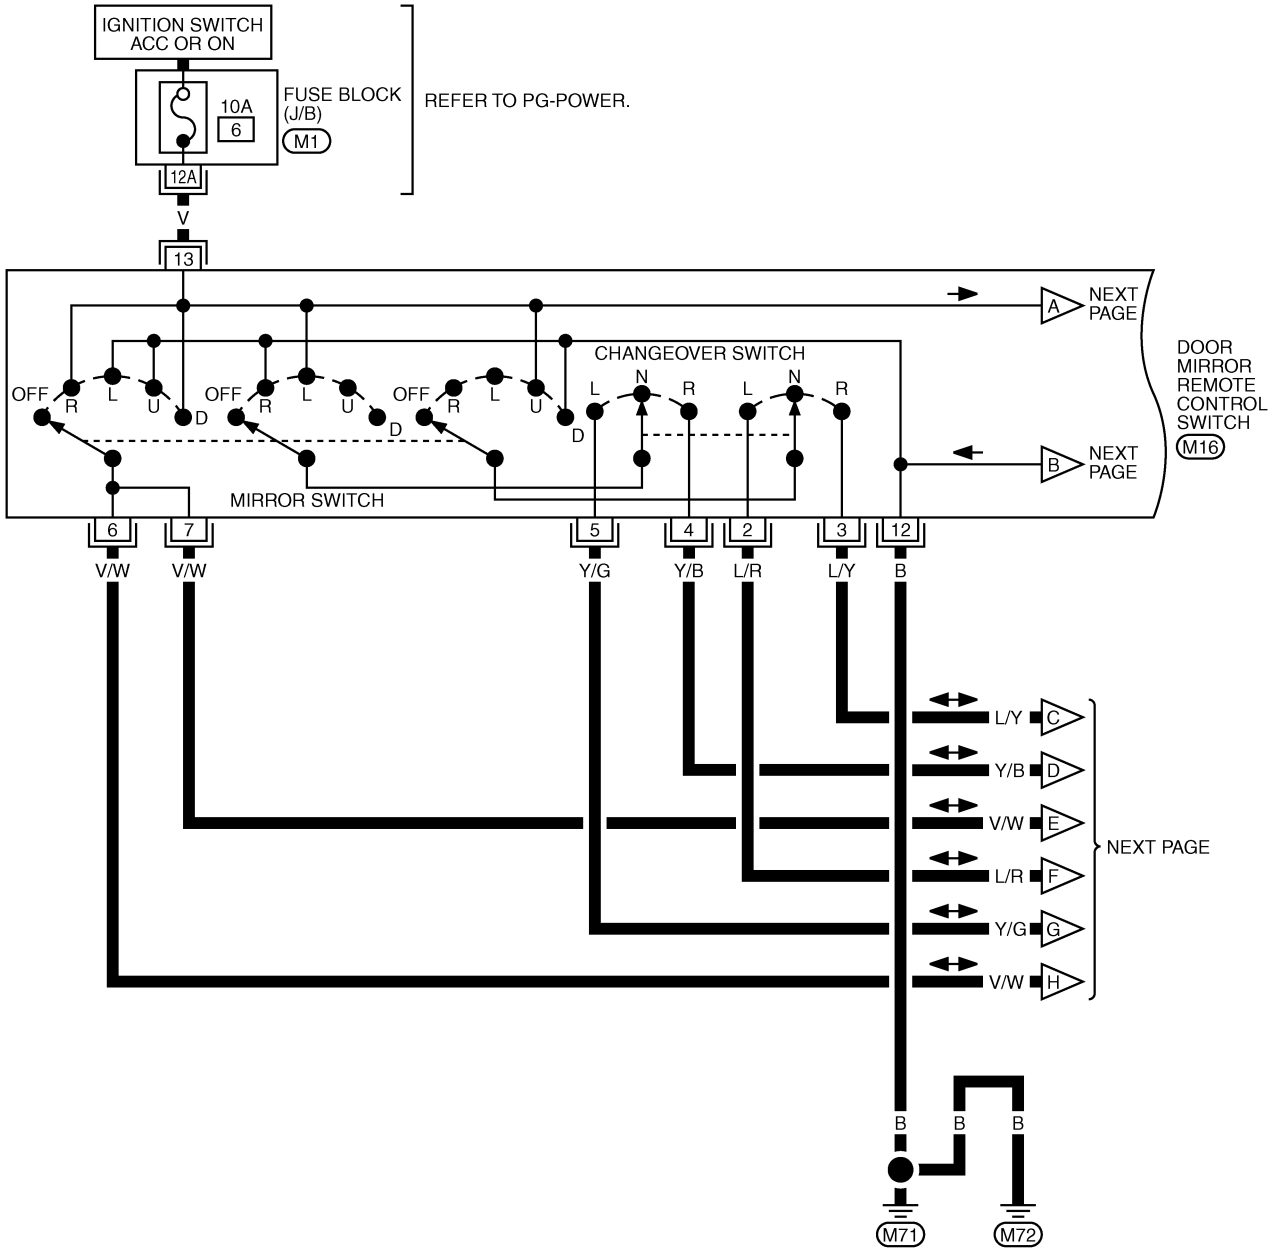 IGNITION SWITCH
ACC OR ON
10A
6
FUSE BLOCK
(J/B)
M1
REFER TO PG-POWER.
12A
V
13
A
NEXT
PAGE
CHANGEOVER SWITCH
OFF
R
L
U
D
OFF
R
L
U
D
OFF
R
L
U
D
L
N
R
L
N
R
DOOR
MIRROR
REMOTE
CONTROL
SWITCH
M16
B
NEXT
PAGE
MIRROR SWITCH
6
7
5
4
2
3
12
V/W
V/W
Y/G
Y/B
L/R
L/Y
B
L/Y
C
Y/B
D
V/W
E
NEXT PAGE
L/R
F
Y/G
G
V/W
H
B
B
B
M71
M72